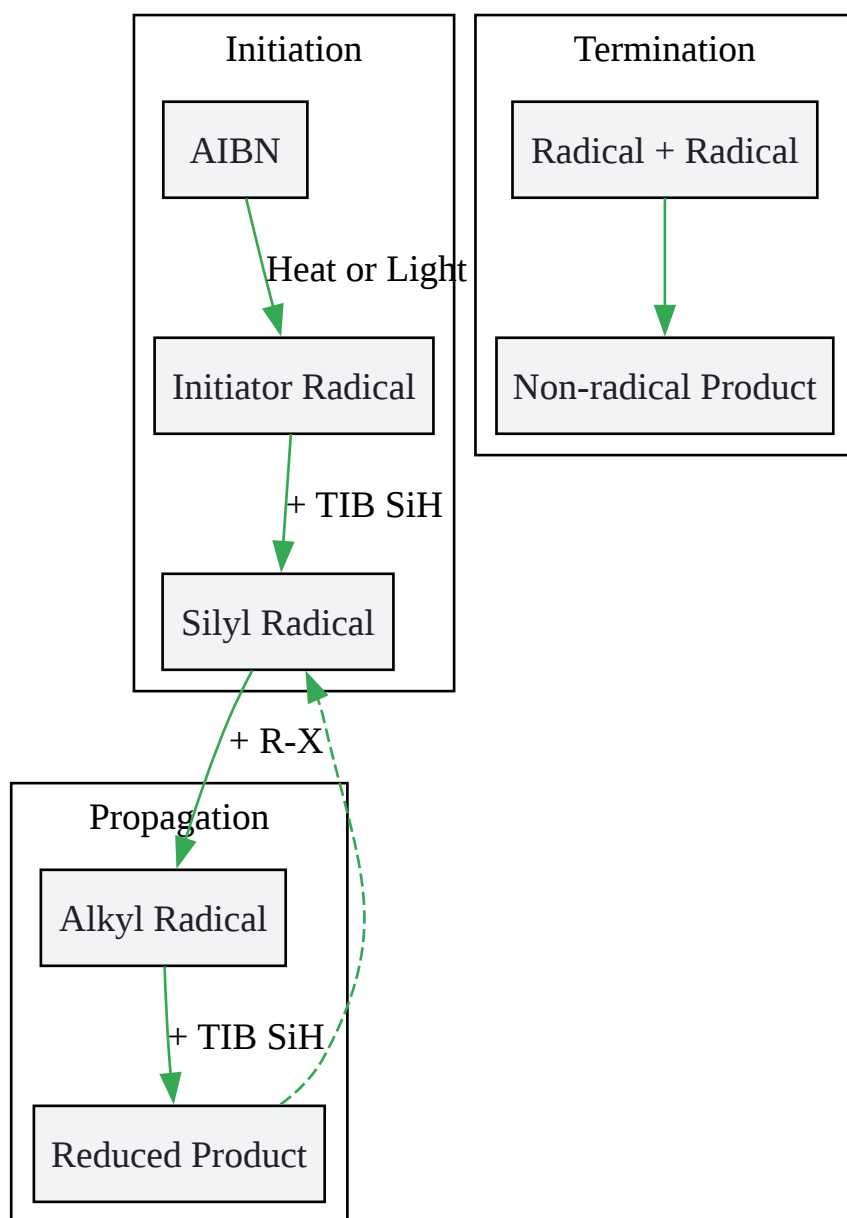 Initiation
AIBN
Heat or Light
Initiator Radical
+ TIB SiH
Silyl Radical
+ R-X
Propagation
Alkyl Radical
+ TIB SiH
Reduced Product
Termination
Radical + Radical
Non-radical Product